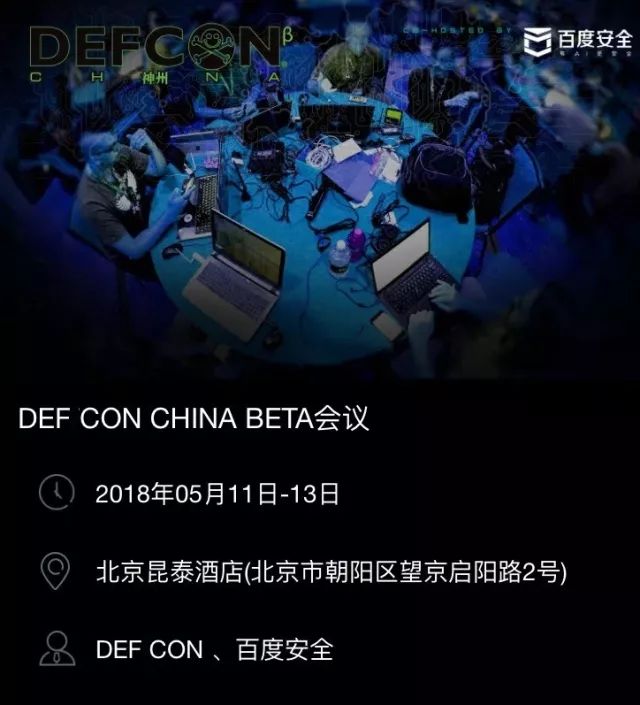 DEFCON β
CHINA 神州
CO-HOSTED BY
百度安全
DEF CON CHINA BETA会议
2018年05月11日-13日
北京昆泰酒店(北京市朝阳区望京启阳路2号)
DEF CON 、百度安全